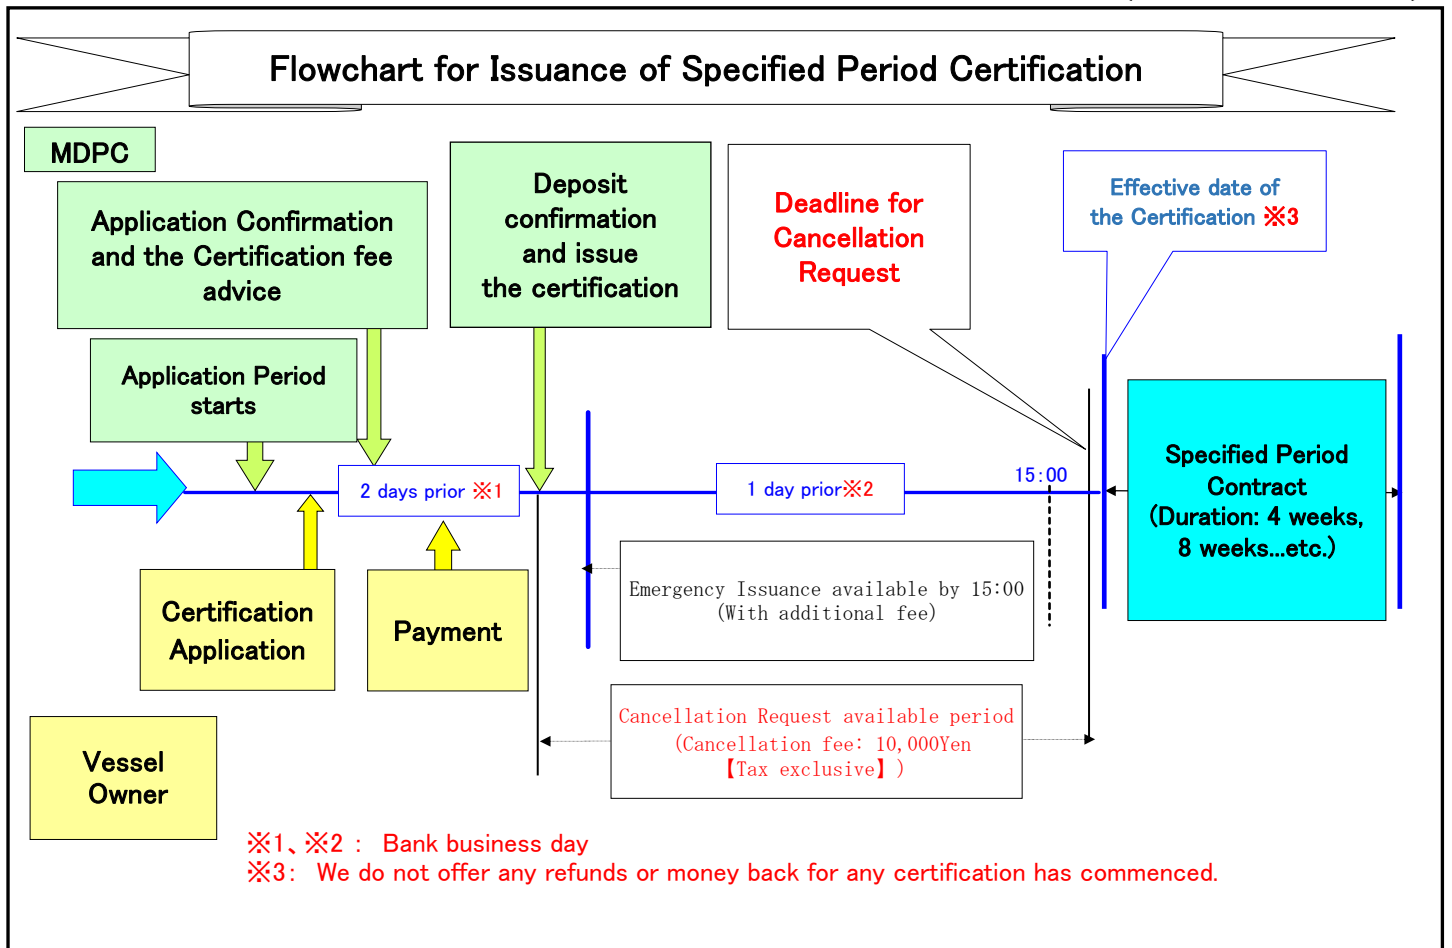 Flowchart for Issuance of Specified Period Certification
MDPC
Application Confirmation
and the Certification fee
advice
Deposit
confirmation
and issue
the certification
Deadline for
Cancellation
Request
Effective date of
the Certification ※3
Application Period
starts
2 days prior ※1
1 day prior※2
15:00
Specified Period
Contract
(Duration: 4 weeks,
8 weeks...etc.)
Certification
Application
Payment
Emergency Issuance available by 15:00
(With additional fee)
Cancellation Request available period
(Cancellation fee: 10,000Yen
【Tax exclusive】)
Vessel
Owner
※1、※2 : Bank business day
※3: We do not offer any refunds or money back for any certification has commenced.